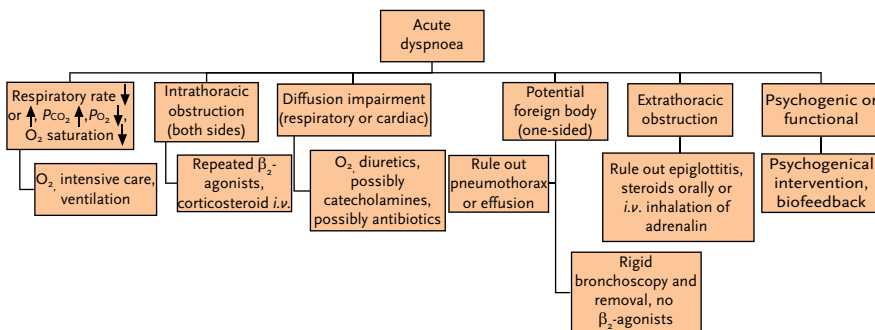 Acute
dyspnoea
Respiratory rate ↓
or ↑, PCO₂ ↑, PO₂ ↓,
O₂ saturation ↓
Intrathoracic
obstruction
(both sides)
Diffusion impairment
(respiratory or cardiac)
Potential
foreign body
(one-sided)
Extrathoracic
obstruction
Psychogenic or
functional
O₂, intensive care,
ventilation
Repeated β₂-
agonists,
corticosteroid i.v.
O₂, diuretics,
possibly
catecholamines,
possibly antibiotics
Rule out
pneumothorax
or effusion
Rule out epiglottitis,
steroids orally or
i.v. inhalation of
adrenalin
Psychogenical
intervention,
biofeedback
Rigid
bronchoscopy and
removal, no
β₂-agonists